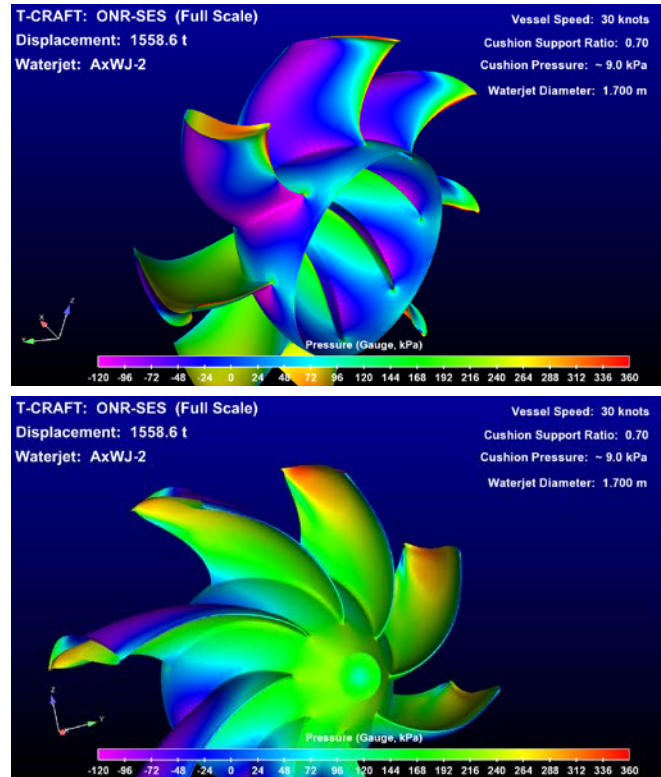 T-CRAFT: ONR-SES (Full Scale)
Displacement: 1558.6 t
Waterjet: AxWJ-2
Vessel Speed: 30 knots
Cushion Support Ratio: 0.70
Cushion Pressure: ~ 9.0 kPa
Waterjet Diameter: 1.700 m
Z
X
Y
Pressure (Gauge, kPa)
-120 -96 -72 -48 -24 0 24 48 72 96 120 144 168 192 216 240 264 288 312 336 360
T-CRAFT: ONR-SES (Full Scale)
Displacement: 1558.6 t
Waterjet: AxWJ-2
Vessel Speed: 30 knots
Cushion Support Ratio: 0.70
Cushion Pressure: ~ 9.0 kPa
Waterjet Diameter: 1.700 m
Z
Y
Pressure (Gauge, kPa)
-120 -96 -72 -48 -24 0 24 48 72 96 120 144 168 192 216 240 264 288 312 336 360